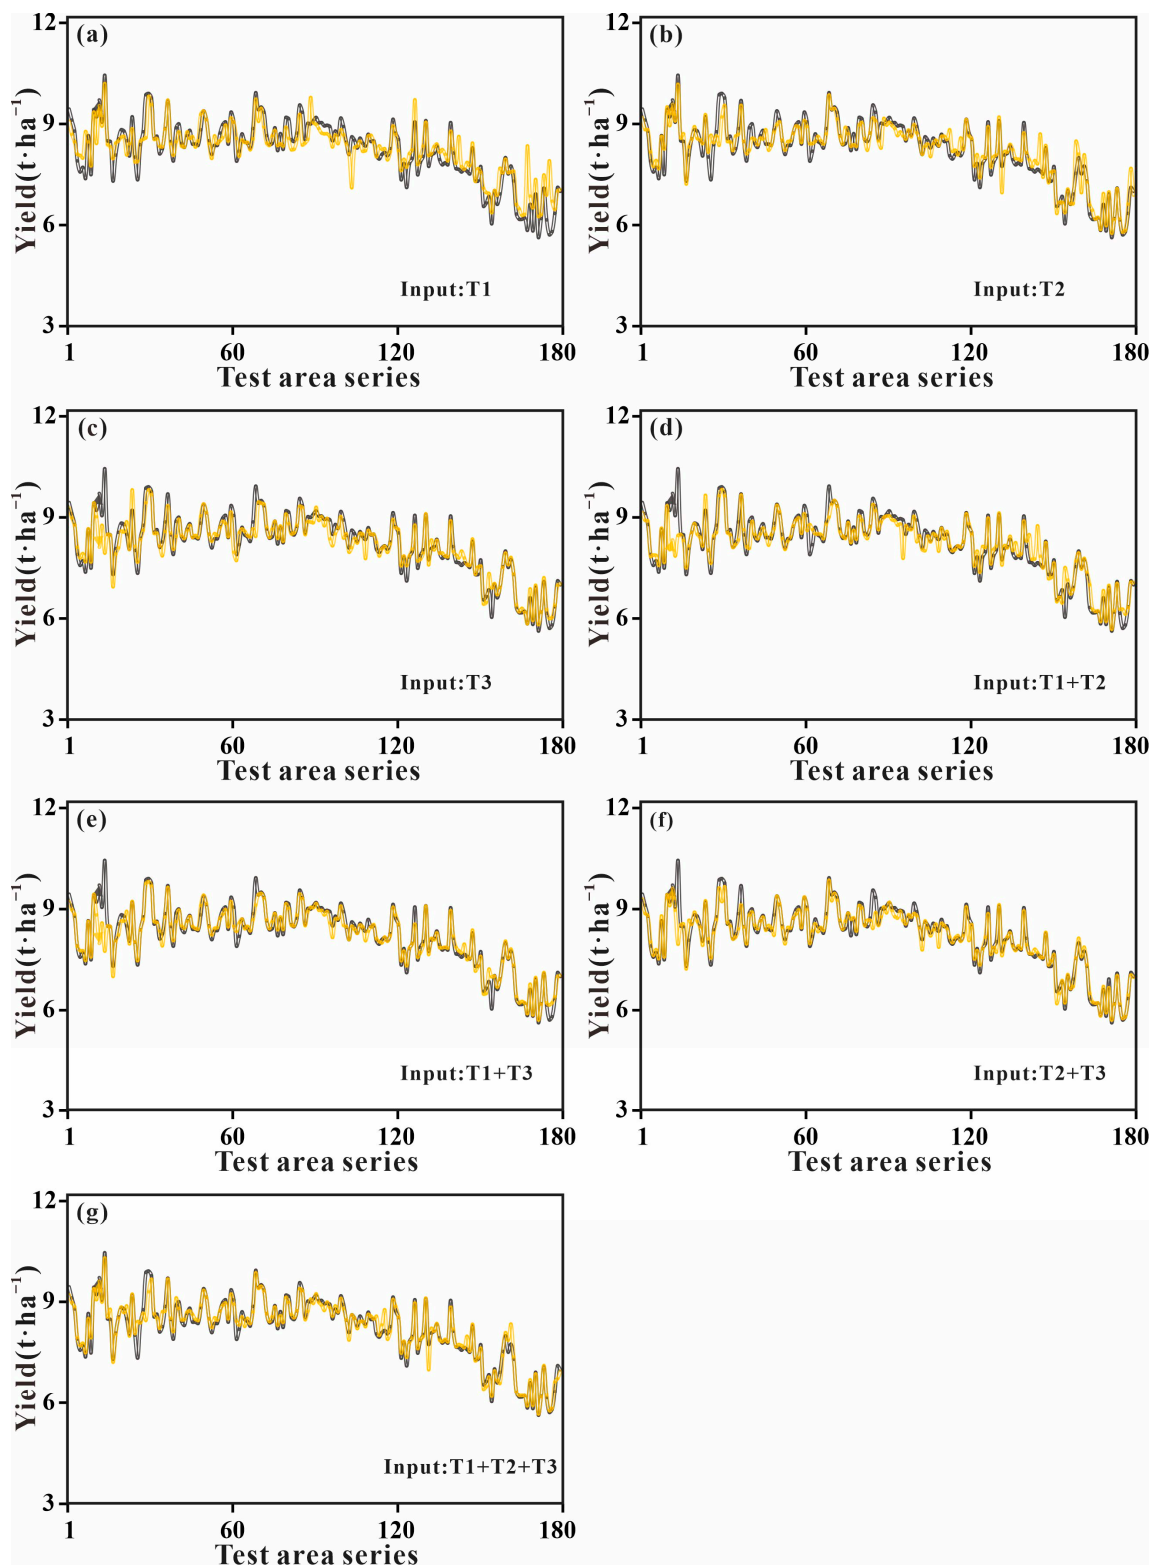 (a)
12
9
6
3
Yield(t·ha⁻¹)
Input:T1
1 60 120 180
Test area series
(b)
12
9
6
3
Yield(t·ha⁻¹)
Input:T2
1 60 120 180
Test area series
(c)
12
9
6
3
Yield(t·ha⁻¹)
Input:T3
1 60 120 180
Test area series
(d)
12
9
6
3
Yield(t·ha⁻¹)
Input:T1+T2
1 60 120 180
Test area series
(e)
12
9
6
3
Yield(t·ha⁻¹)
Input:T1+T3
1 60 120 180
Test area series
(f)
12
9
6
3
Yield(t·ha⁻¹)
Input:T2+T3
1 60 120 180
Test area series
(g)
12
9
6
3
Yield(t·ha⁻¹)
Input:T1+T2+T3
1 60 120 180
Test area series